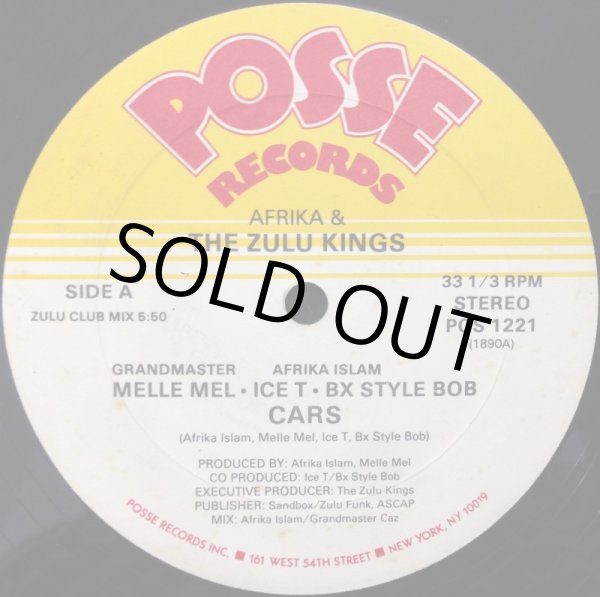 POSSE
RECORDS
AFRIKA &
THE ZULU KINGS
SIDE A
ZULU CLUB MIX 5:50
33 1/3 RPM
STEREO
POS 1221
(1890A)
SOLD OUT
GRANDMASTER AFRIKA ISLAM
MELLE MEL • ICE T • BX STYLE BOB
CARS
(Afrika Islam, Melle Mel, Ice T, Bx Style Bob)
PRODUCED BY: Afrika Islam, Melle Mel
CO PRODUCED: Ice T/Bx Style Bob
EXECUTIVE PRODUCER: The Zulu Kings
PUBLISHER: Sandbox/Zulu Funk, ASCAP
MIX: Afrika Islam/Grandmaster Caz
POSSE RECORDS INC. ■ 161 WEST 54TH STREET ■ NEW YORK, NY 10019